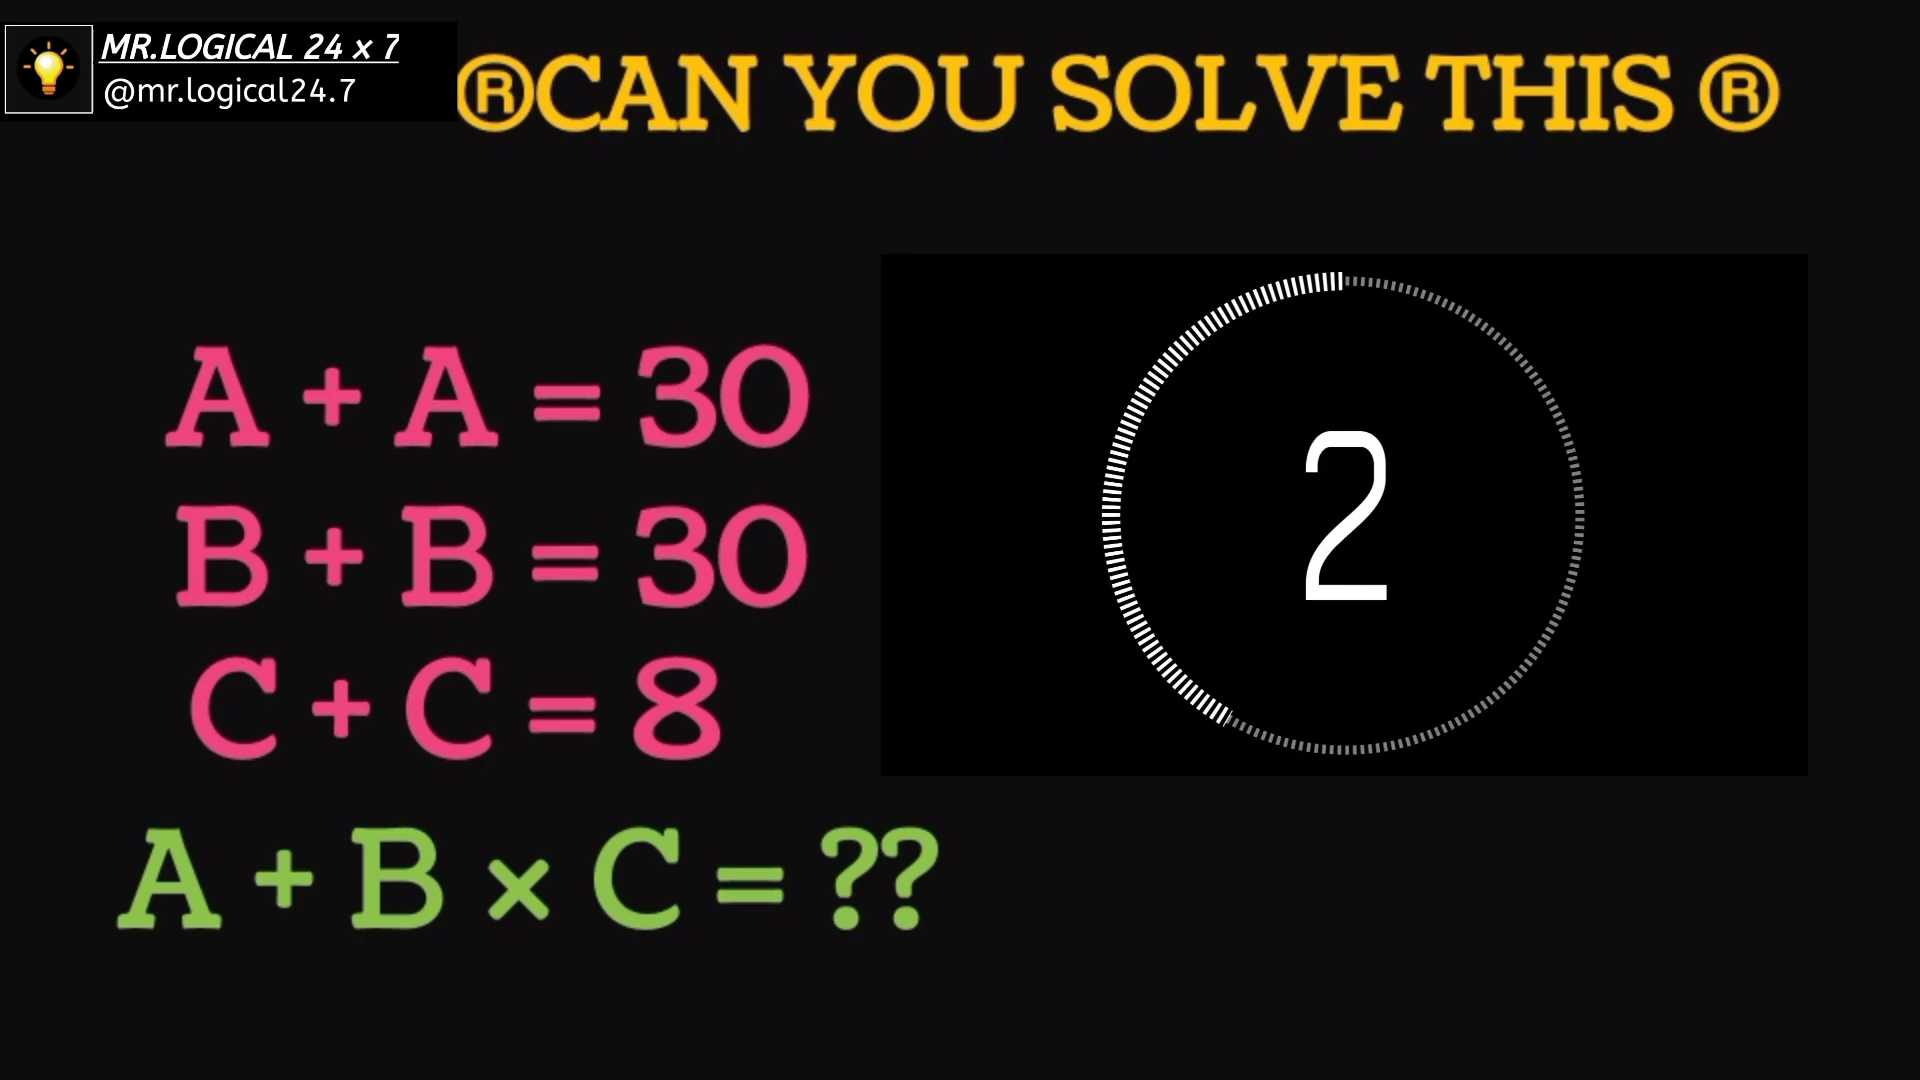 MR.LOGICAL 24 x 7
@mr.logical24.7
®CAN YOU SOLVE THIS ®
A + A = 30
B + B = 30
C + C = 8
A + B × C = ??
2